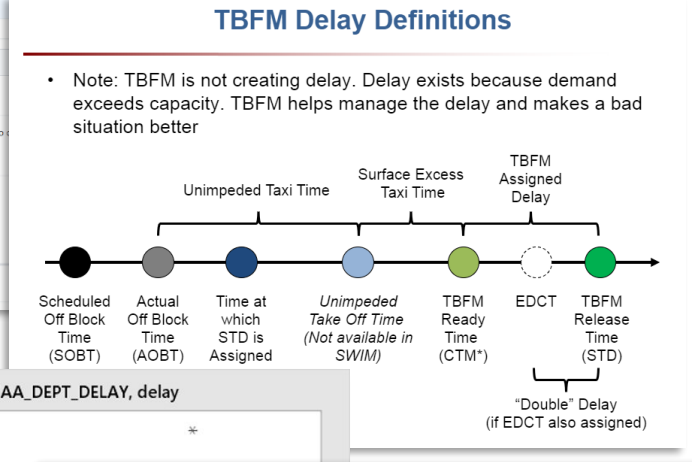 TBFM Delay Definitions
• Note: TBFM is not creating delay. Delay exists because demand
exceeds capacity. TBFM helps manage the delay and makes a bad
situation better
Unimpeded Taxi Time
Surface Excess
Taxi Time
TBFM
Assigned
Delay
Scheduled
Off Block
Time
(SOBT)
Actual
Off Block
Time
(AOBT)
Time at
which
STD is
Assigned
Unimpeded
Take Off Time
(Not available in
SWIM)
TBFM
Ready
Time
(CTM*)
EDCT
TBFM
Release
Time
(STD)
“Double” Delay
(if EDCT also assigned)
AA_DEPT_DELAY, delay
*